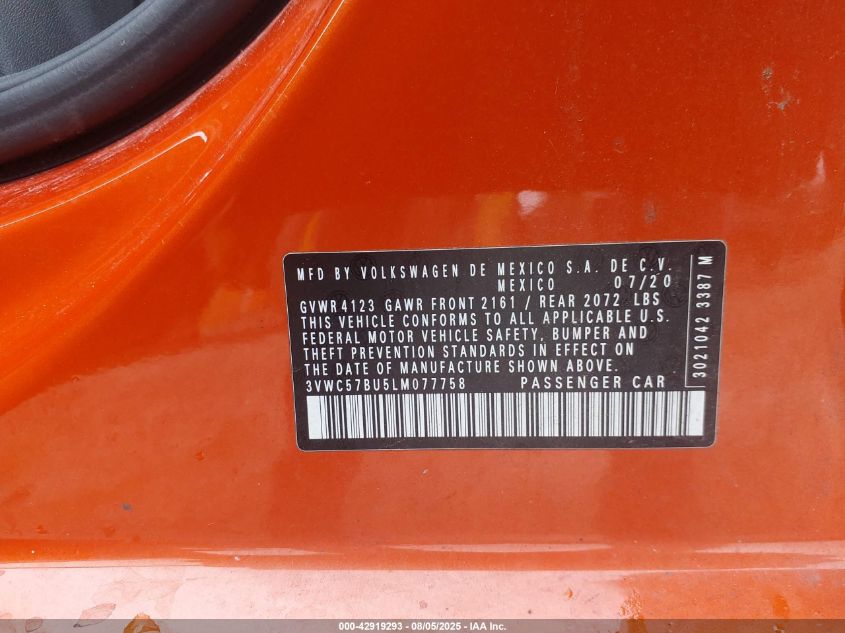 MFD BY VOLKSWAGEN DE MEXICO S.A. DE C.V.
MEXICO 07/20
GVWR 4123 GAWR FRONT 2161 / REAR 2072 LBS
THIS VEHICLE CONFORMS TO ALL APPLICABLE U.S.
FEDERAL MOTOR VEHICLE SAFETY, BUMPER AND
THEFT PREVENTION STANDARDS IN EFFECT ON
THE DATE OF MANUFACTURE SHOWN ABOVE.
3VWC57BU5LM077758 PASSENGER CAR
3021042 3387 M
000-42919293 - 08/05/2025 - IAA Inc.